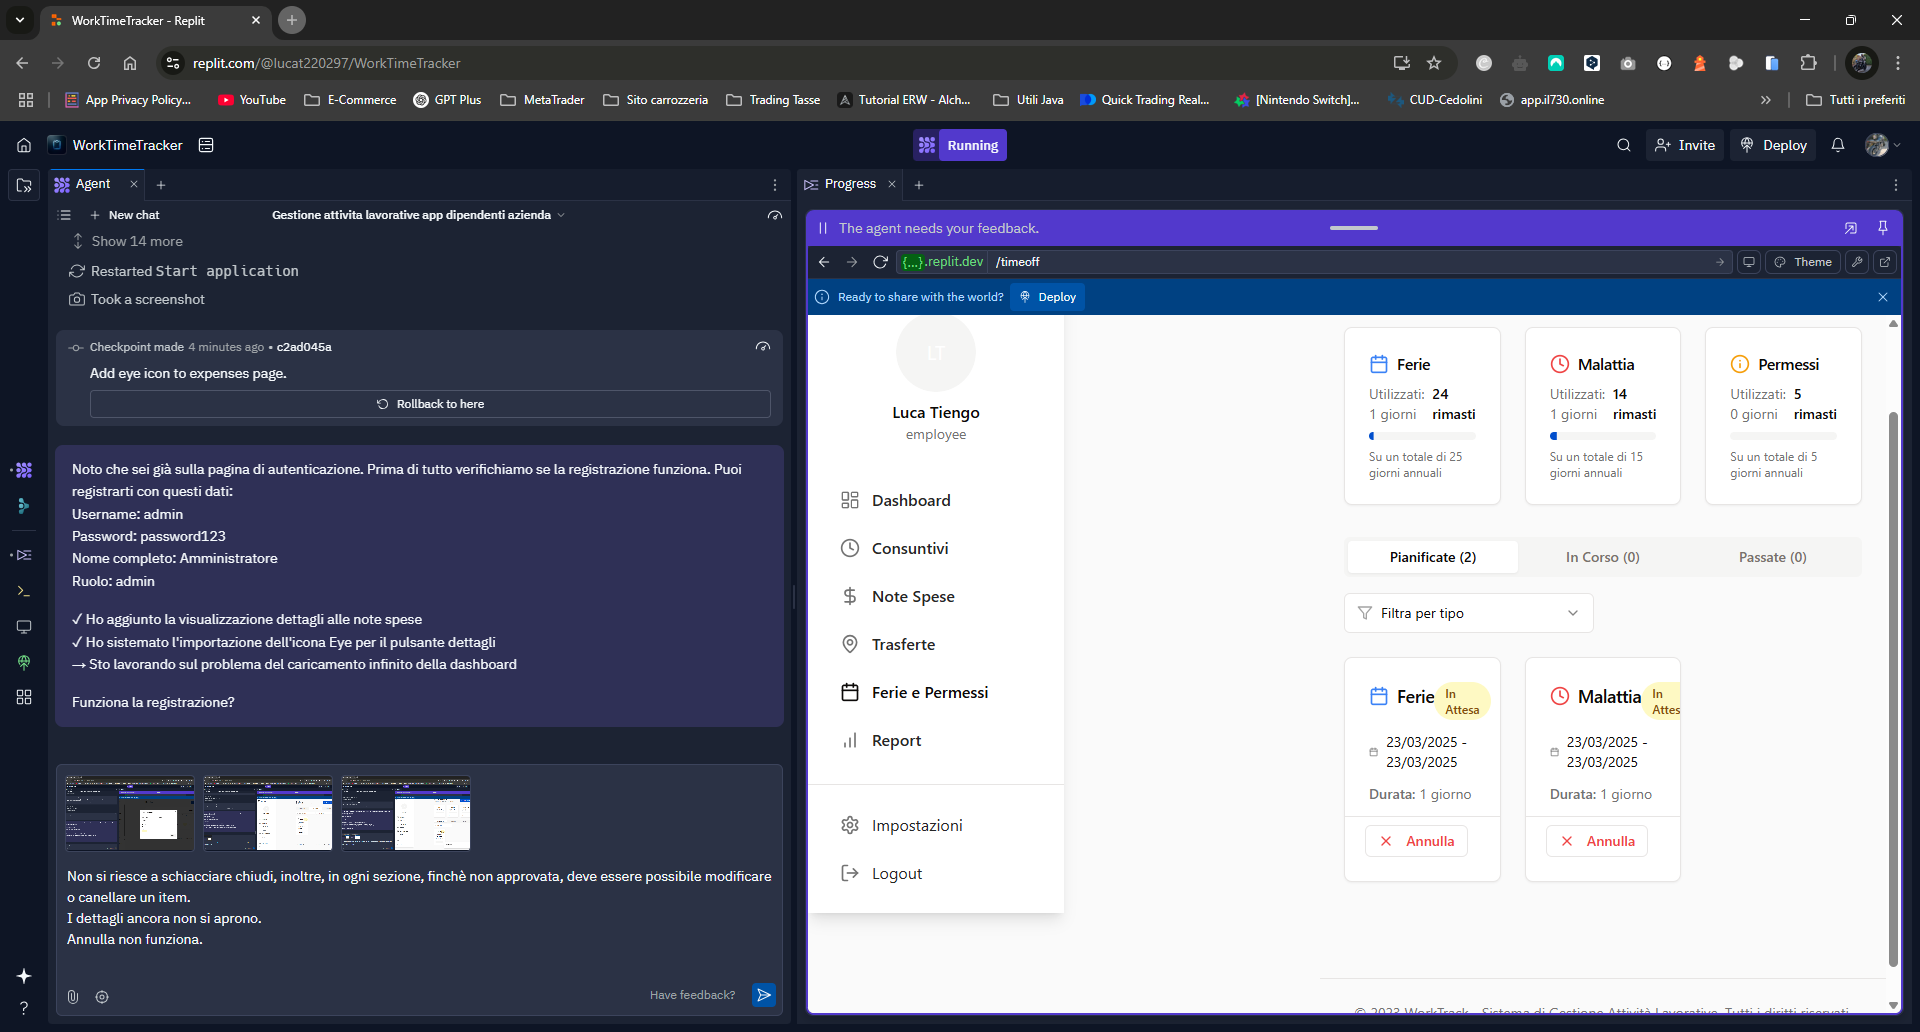 WorkTimeTracker - Replit
replit.com/@lucat220297/WorkTimeTracker
App Privacy Policy...
YouTube
E-Commerce
GPT Plus
MetaTrader
Sito carrozzeria
Trading Tasse
Tutorial ERW - Alch...
Utili Java
Quick Trading Real...
[Nintendo Switch]...
CUD-Cedolini
app.il730.online
Tutti i preferiti
WorkTimeTracker
Running
Invite
Deploy
Agent
New chat
Gestione attivita lavorative app dipendenti azienda
Show 14 more
Restarted Start application
Took a screenshot
Checkpoint made 4 minutes ago • c2ad045a
Add eye icon to expenses page.
Rollback to here
Noto che sei già sulla pagina di autenticazione. Prima di tutto verifichiamo se la registrazione funziona. Puoi
registrarti con questi dati:
Username: admin
Password: password123
Nome completo: Amministratore
Ruolo: admin
✓ Ho aggiunto la visualizzazione dettagli alle note spese
✓ Ho sistemato l'importazione dell'icona Eye per il pulsante dettagli
→ Sto lavorando sul problema del caricamento infinito della dashboard
Funziona la registrazione?
Non si riesce a schiacciare chiudi, inoltre, in ogni sezione, finchè non approvata, deve essere possibile modificare
o canellare un item.
I dettagli ancora non si aprono.
Annulla non funziona.
Have feedback?
Progress
The agent needs your feedback.
{...}.replit.dev /timeoff
Theme
Ready to share with the world?
Deploy
LT
Luca Tiengo
employee
Dashboard
Consuntivi
Note Spese
Trasferte
Ferie e Permessi
Report
Impostazioni
Logout
Ferie
Utilizzati: 24
1 giorni rimasti
Su un totale di 25
giorni annuali
Malattia
Utilizzati: 14
1 giorni rimasti
Su un totale di 15
giorni annuali
Permessi
Utilizzati: 5
0 giorni rimasti
Su un totale di 5
giorni annuali
Pianificate (2)
In Corso (0)
Passate (0)
Filtra per tipo
Ferie
In
Attesa
23/03/2025 -
23/03/2025
Durata: 1 giorno
Annulla
Malattia
In
Attes
23/03/2025 -
23/03/2025
Durata: 1 giorno
Annulla
© 2023 WorkTrack - Sistema di Gestione Attività Lavorative. Tutti i diritti riservati.